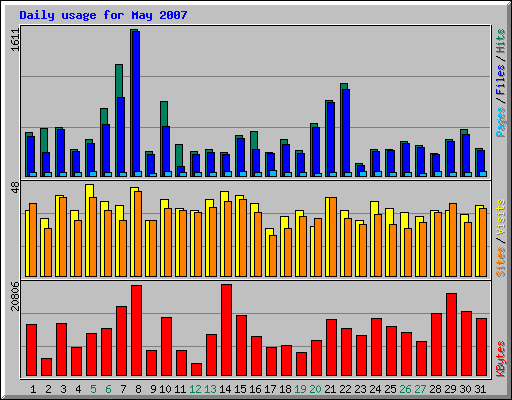 Daily usage for May 2007
1611
Pages/Files/Hits
48
Sites/Visits
20806
KBytes
1 2 3 4 5 6 7 8 9 10 11 12 13 14 15 16 17 18 19 20 21 22 23 24 25 26 27 28 29 30 31